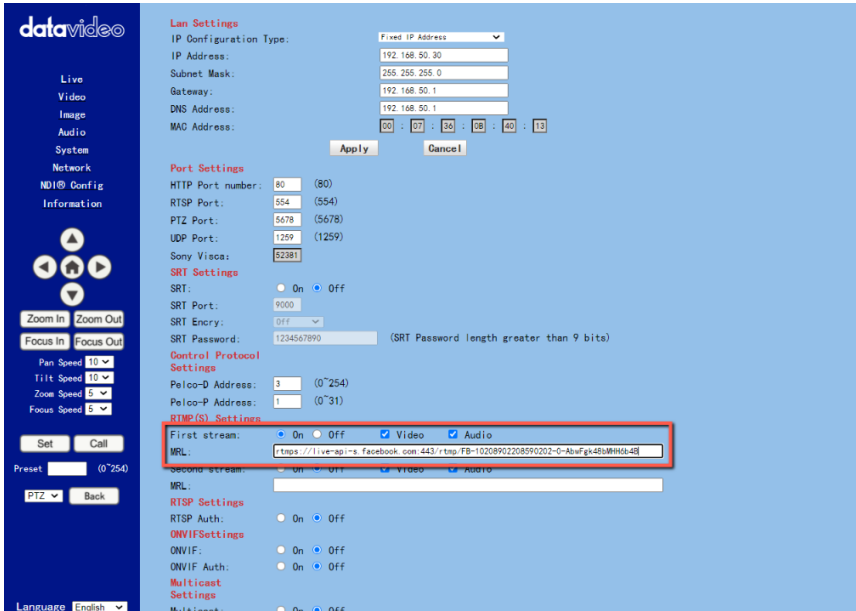 datavideo
Live
Video
Image
Audio
System
Network
NDI® Config
Information
Zoom In Zoom Out
Focus In Focus Out
Pan Speed 10
Tilt Speed 10
Zoom Speed 5
Focus Speed 5
Set Call
Preset (0~254)
PTZ Back
Language English
Lan Settings
IP Configuration Type: Fixed IP Address
IP Address: 192.168.50.30
Subnet Mask: 255.255.255.0
Gateway: 192.168.50.1
DNS Address: 192.168.50.1
MAC Address: 00 : 07 : 36 : 0B : 40 : 13
Apply Cancel
Port Settings
HTTP Port number: 80 (80)
RTSP Port: 554 (554)
PTZ Port: 5678 (5678)
UDP Port: 1259 (1259)
Sony Visca: 52381
SRT Settings
SRT: On Off
SRT Port: 9000
SRT Encry: Off
SRT Password: 1234567890 (SRT Password length greater than 9 bits)
Control Protocol
Settings
Pelco-D Address: 3 (0~254)
Pelco-P Address: 1 (0~31)
RTMP(S) Settings
First stream: On Off Video Audio
MRL: rtmps://live-api-s.facebook.com:443/rtmp/FB-10208902208590202-0-AbwFgk48bMHH6b4B
Second stream: On Off Video Audio
MRL:
RTSP Settings
RTSP Auth: On Off
ONVIFSettings
ONVIF: On Off
ONVIF Auth: On Off
Multicast
Settings
Multicast: On Off